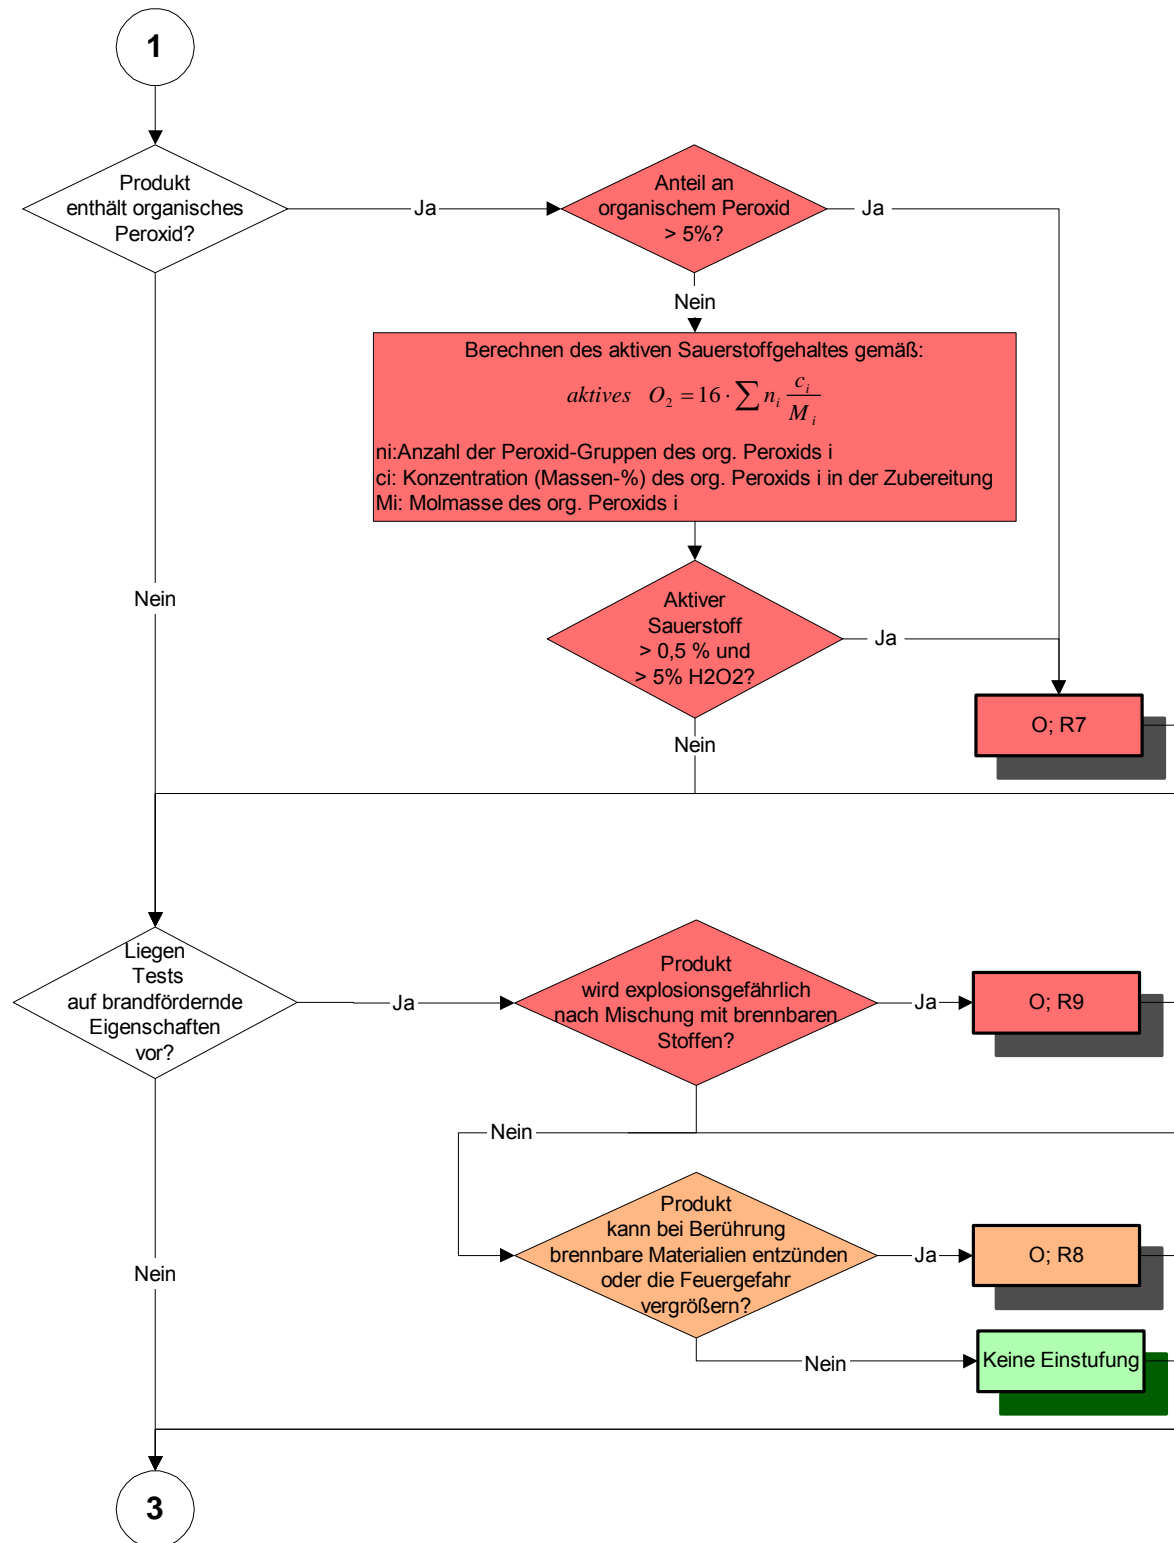 1
Produkt
enthält organisches
Peroxid?
Ja
Anteil an
organischem Peroxid
> 5%?
Ja
Nein
Berechnen des aktiven Sauerstoffgehaltes gemäß:
aktives O₂ = 16 · ∑ nᵢ cᵢ/Mᵢ
ni:Anzahl der Peroxid-Gruppen des org. Peroxids i
ci: Konzentration (Massen-%) des org. Peroxids i in der Zubereitung
Mi: Molmasse des org. Peroxids i
Nein
Aktiver
Sauerstoff
> 0,5 % und
> 5% H2O2?
Ja
O; R7
Nein
Liegen
Tests
auf brandfördernde
Eigenschaften
vor?
Ja
Produkt
wird explosionsgefährlich
nach Mischung mit brennbaren
Stoffen?
Ja
O; R9
Nein
Produkt
kann bei Berührung
brennbare Materialien entzünden
oder die Feuergefahr
vergrößern?
Ja
O; R8
Nein
Nein
Keine Einstufung
3